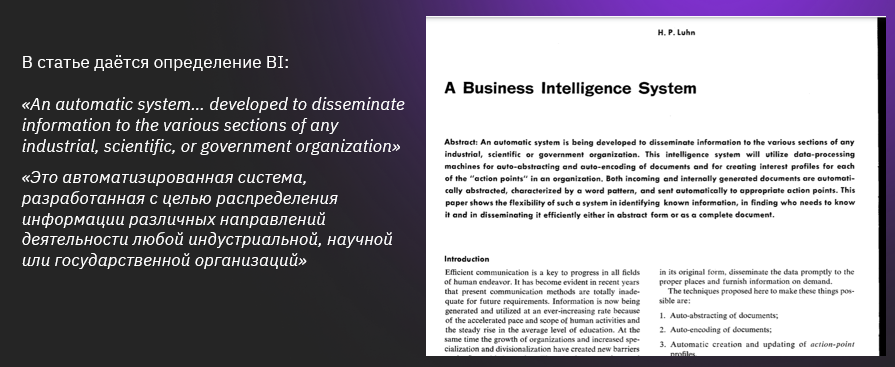 В статье даётся определение BI:
«An automatic system... developed to disseminate
information to the various sections of any
industrial, scientific, or government organization»
«Это автоматизированная система,
разработанная с целью распределения
информации различных направлений
деятельности любой индустриальной, научной
или государственной организаций»
H. P. Luhn
A Business Intelligence System
Abstract: An automatic system is being developed to disseminate information to the various sections of any
industrial, scientific or government organization. This intelligence system will utilize data-processing
machines for auto-abstracting and auto-encoding of documents and for creating interest profiles for each
of the "action points" in an organization. Both incoming and internally generated documents are automati-
cally abstracted, characterized by a word pattern, and sent automatically to appropriate action points. This
paper shows the flexibility of such a system in identifying known information, in finding who needs to know
it and in disseminating it efficiently either in abstract form or as a complete document.
Introduction
Efficient communication is a key to progress in all fields
of human endeavor. It has become evident in recent years
that present communication methods are totally inade-
quate for future requirements. Information is now being
generated and utilized at an ever-increasing rate because
of the accelerated pace and scope of human activities and
the steady rise in the average level of education. At the
same time the growth of organizations and increased spe-
cialization and divisionalization have created new barriers
in its original form, disseminate the data promptly to the
proper places and furnish information on demand.
The techniques proposed here to make these things pos-
sible are:
1. Auto-abstracting of documents;
2. Auto-encoding of documents;
3. Automatic creation and updating of action-point
profiles.